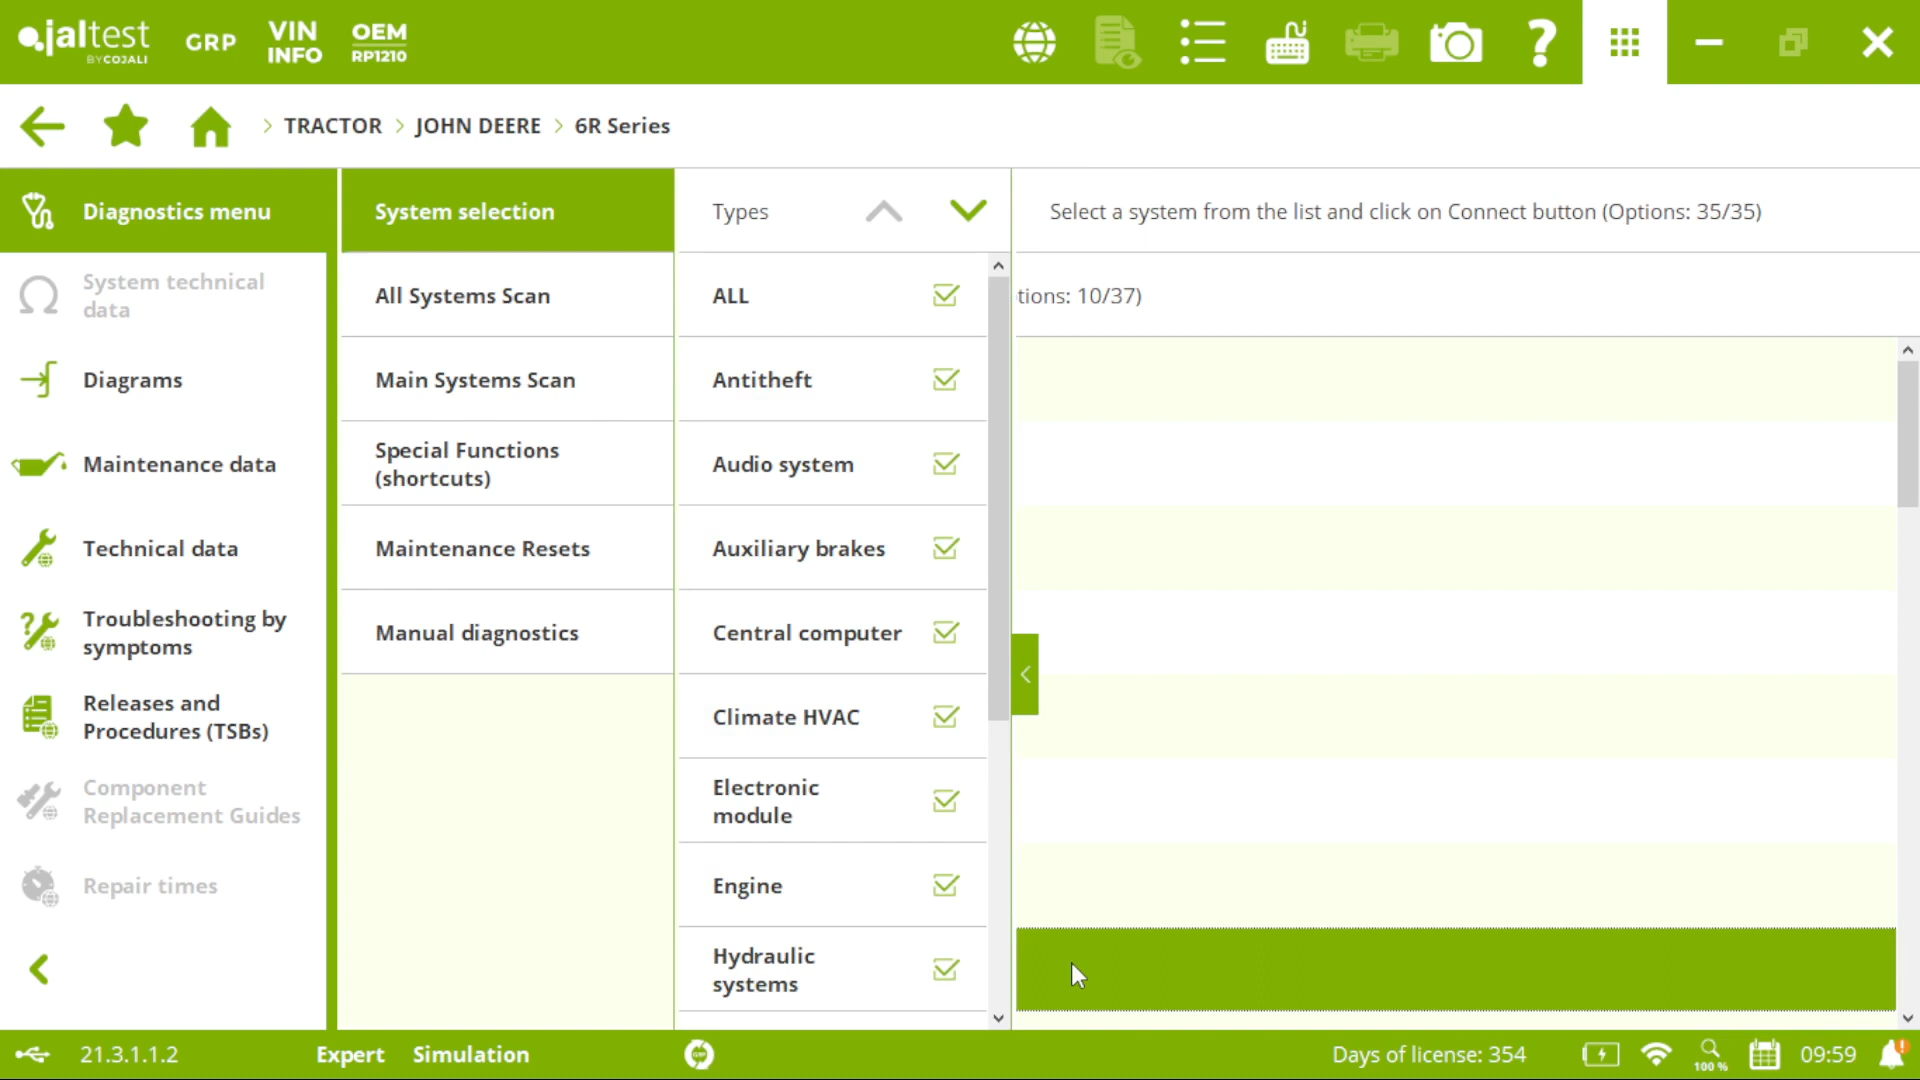 jaltest
BY COJALI
GRP
VIN
INFO
OEM
RP1210
?
> TRACTOR > JOHN DEERE > 6R Series
Diagnostics menu
System selection
Types
Select a system from the list and click on Connect button (Options: 35/35)
System technical
data
All Systems Scan
ALL
tions: 10/37)
Diagrams
Main Systems Scan
Antitheft
Maintenance data
Special Functions
(shortcuts)
Audio system
Technical data
Maintenance Resets
Auxiliary brakes
Troubleshooting by
symptoms
Manual diagnostics
Central computer
Releases and
Procedures (TSBs)
Climate HVAC
Component
Replacement Guides
Electronic
module
Repair times
Engine
Hydraulic
systems
21.3.1.1.2
Expert
Simulation
GRP
Days of license: 354
100 %
09:59